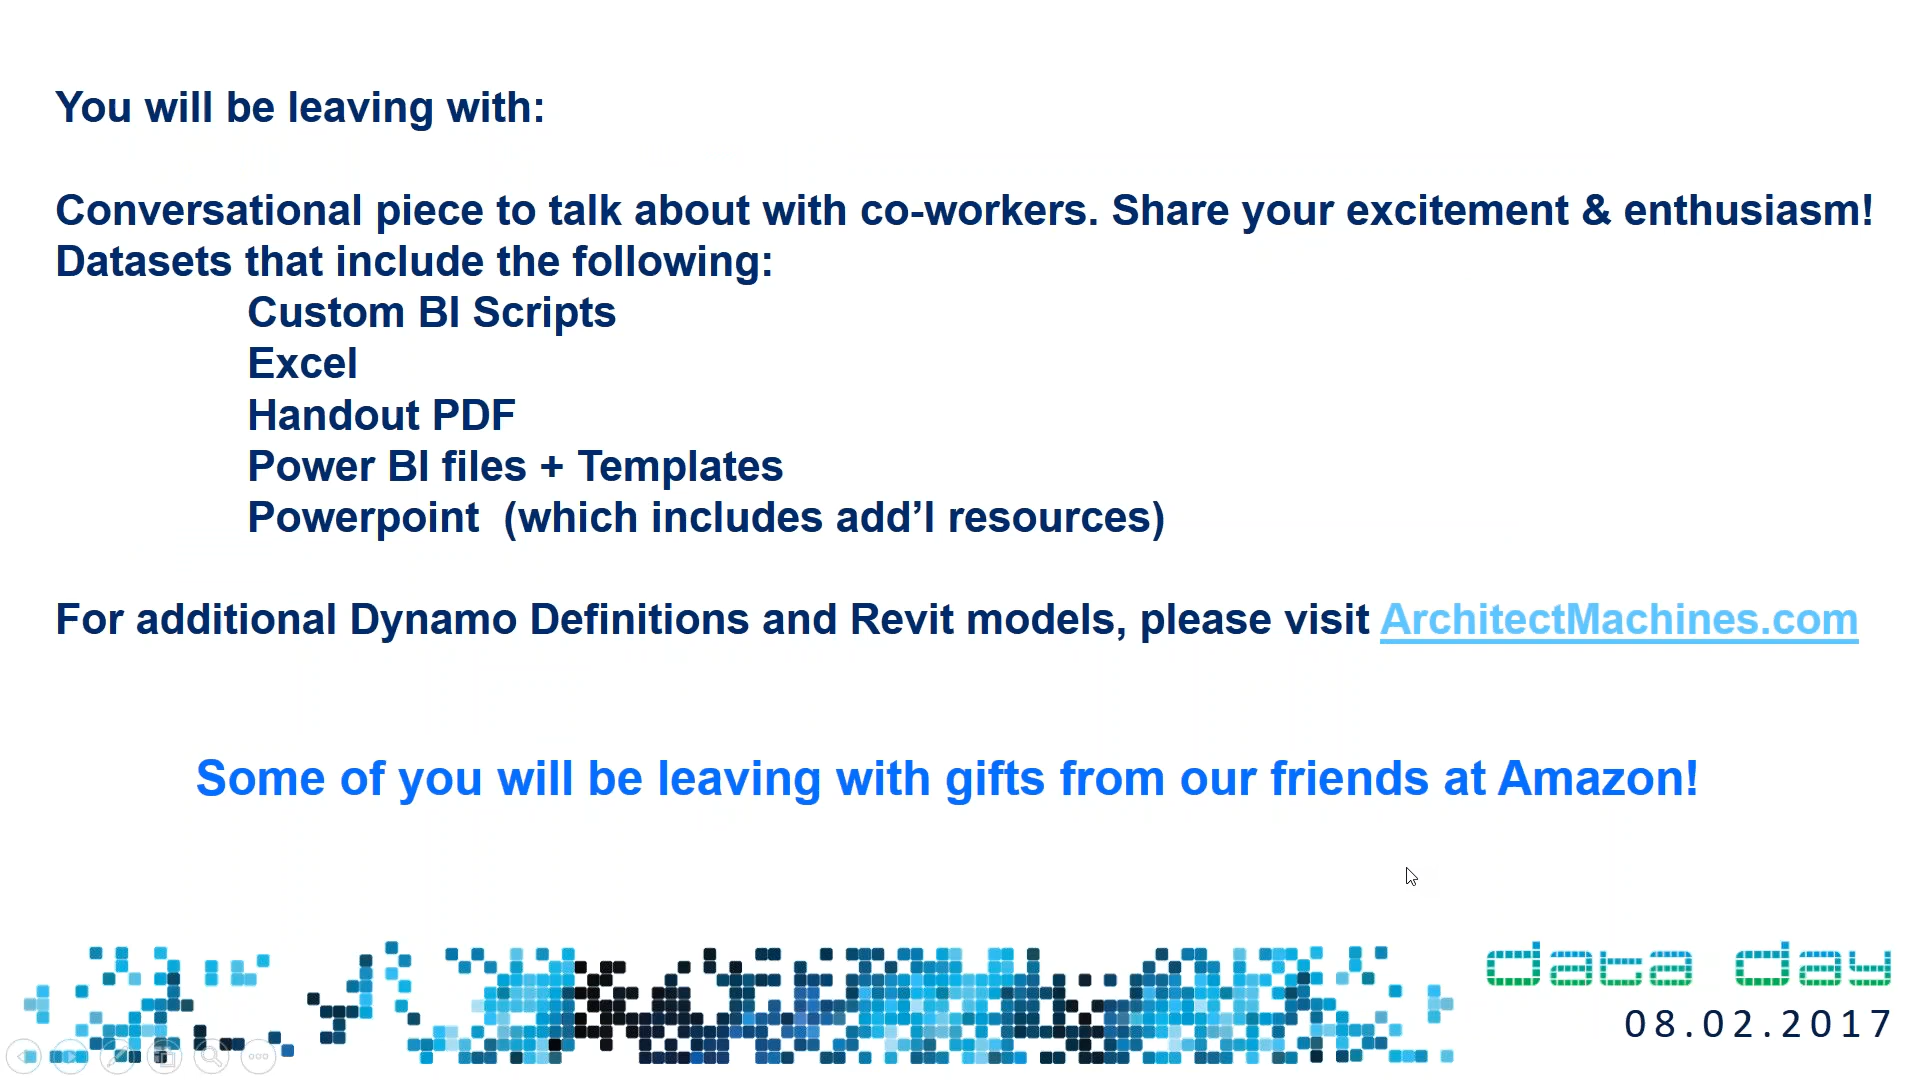 You will be leaving with:
Conversational piece to talk about with co-workers. Share your excitement & enthusiasm!
Datasets that include the following:
Custom BI Scripts
Excel
Handout PDF
Power BI files + Templates
Powerpoint  (which includes add’l resources)
For additional Dynamo Definitions and Revit models, please visit ArchitectMachines.com
Some of you will be leaving with gifts from our friends at Amazon!
data day
08.02.2017